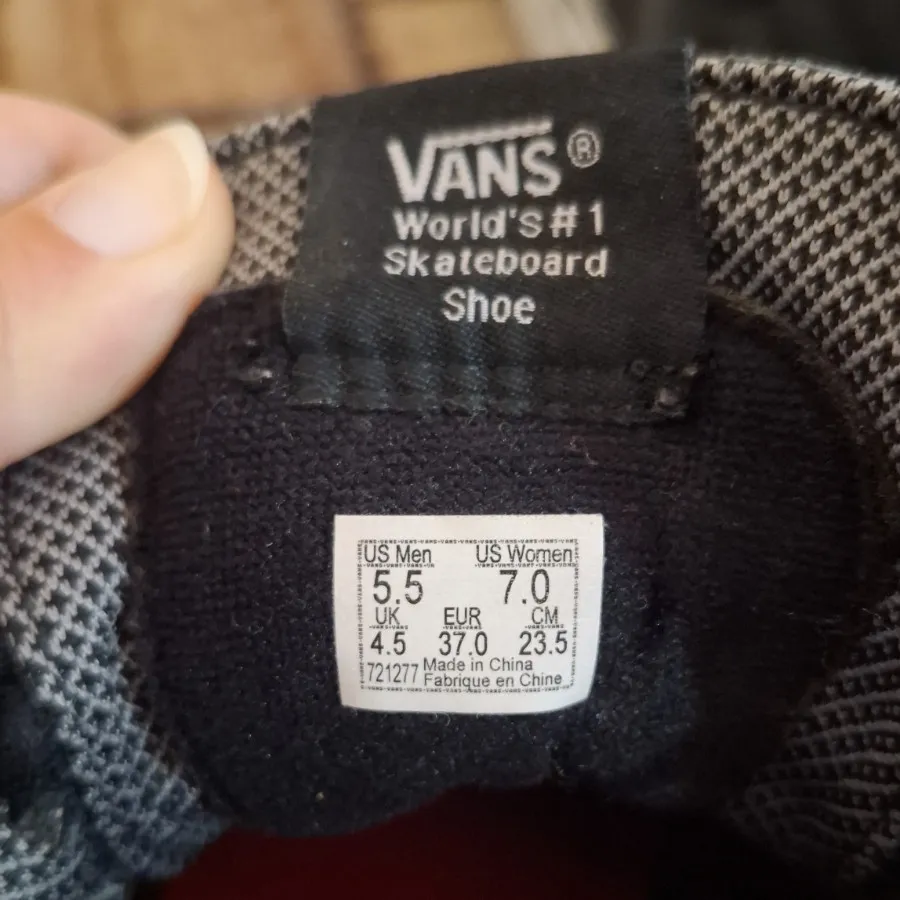 VANS®
World's #1
Skateboard
Shoe
US Men US Women
5.5 7.0
UK EUR CM
4.5 37.0 23.5
721277 Made in China
Fabrique en Chine